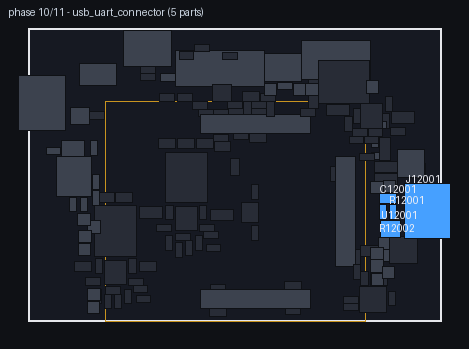 phase 10/11 - usb_uart_connector (5 parts)
J12001
C12001
R12001
U12001
R12002